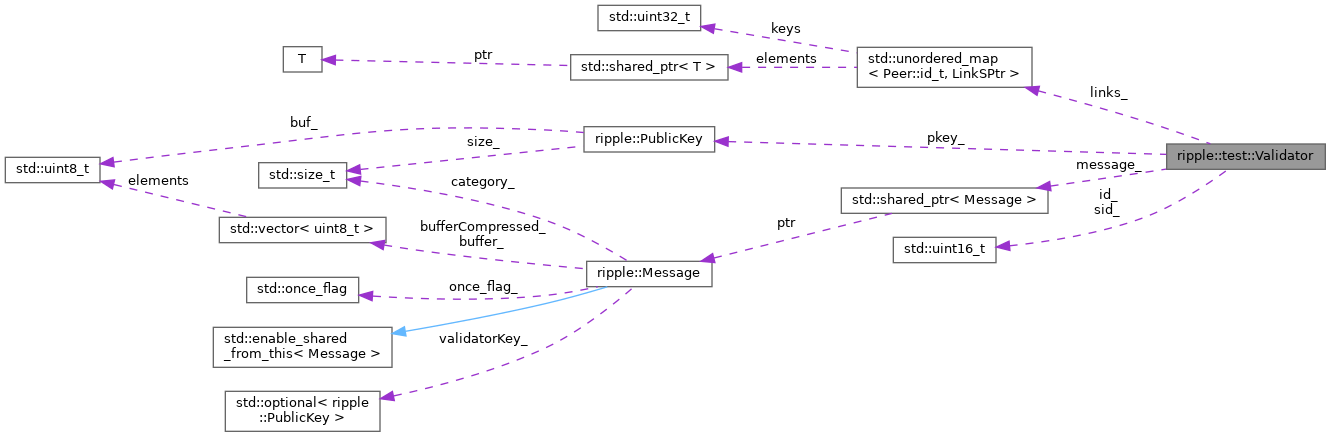 std::uint32_t
keys
T
ptr
std::shared_ptr< T >
elements
std::unordered_map
< Peer::id_t, LinkSPtr >
links_
buf_
ripple::PublicKey
pkey_
size_
std::uint8_t
ripple::test::Validator
std::size_t
message_
elements
category_
std::shared_ptr< Message >
id_
sid_
std::vector< uint8_t >
bufferCompressed_
buffer_
ptr
std::uint16_t
ripple::Message
std::once_flag
once_flag_
std::enable_shared
_from_this< Message >
validatorKey_
std::optional< ripple
::PublicKey >